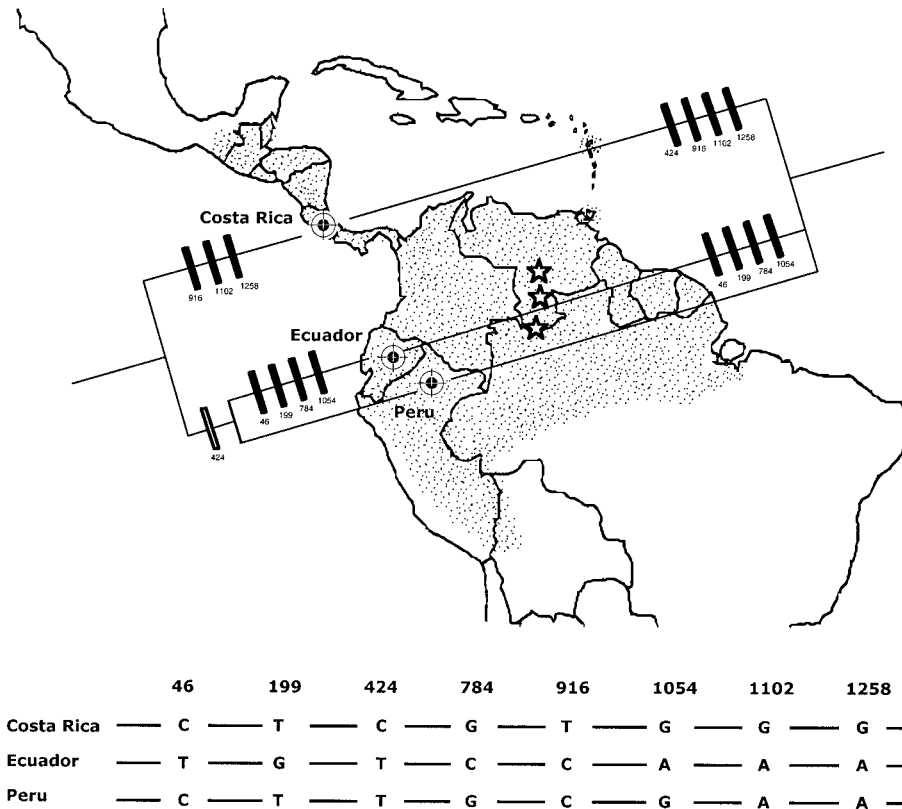 424 916 1102 1258
Costa Rica
916 1102 1258
46 199 784 1054
Ecuador
46 199 784 1054
Peru
424
46 199 424 784 916 1054 1102 1258
Costa Rica C T C G T G G G
Ecuador T G T C C A A A
Peru C T T G C G A A